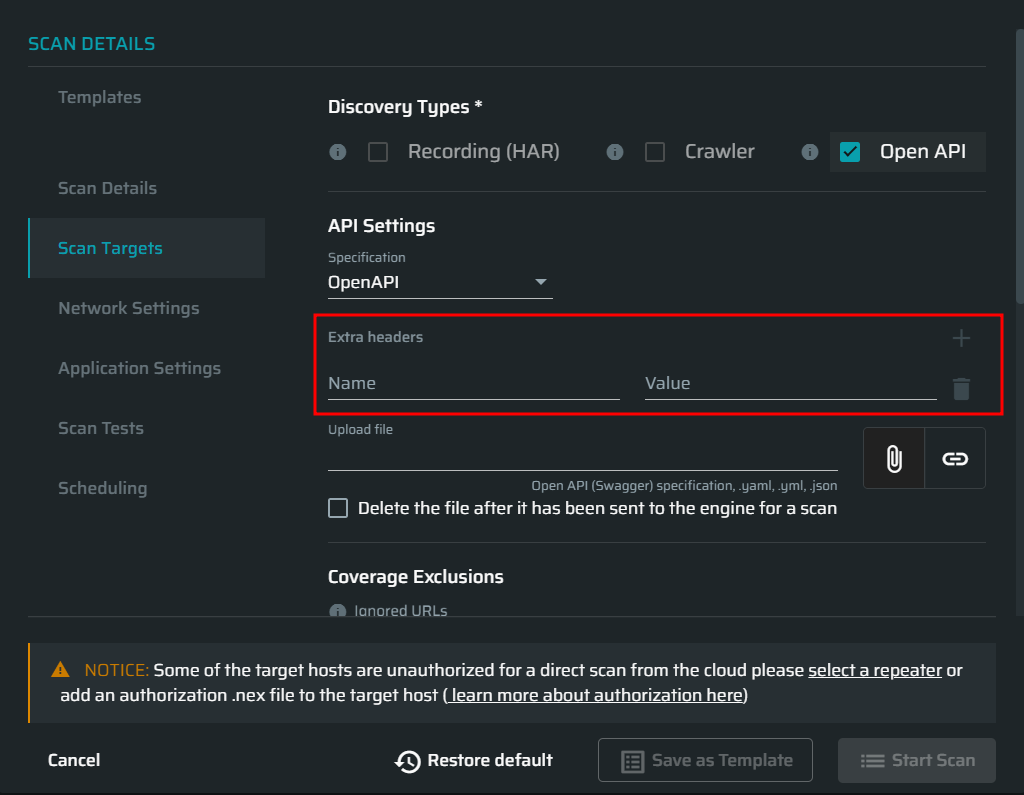 SCAN DETAILS
Templates
Scan Details
Scan Targets
Network Settings
Application Settings
Scan Tests
Scheduling
Discovery Types *
Recording (HAR) Crawler Open API
API Settings
Specification
OpenAPI
Extra headers
Name Value
Upload file
Open API (Swagger) specification, .yaml, .yml, .json
Delete the file after it has been sent to the engine for a scan
Coverage Exclusions
Ignored URLs
NOTICE: Some of the target hosts are unauthorized for a direct scan from the cloud please select a repeater or
add an authorization .nex file to the target host ( learn more about authorization here)
Cancel Restore default Save as Template Start Scan